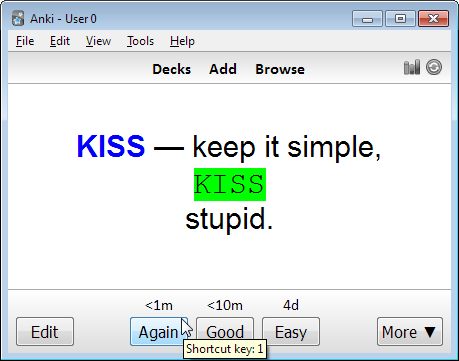 Anki - User 0
File Edit View Tools Help
Decks Add Browse
KISS — keep it simple,
KISS
stupid.
<1m <10m 4d
Edit Again Good Easy More ▼
Shortcut key: 1